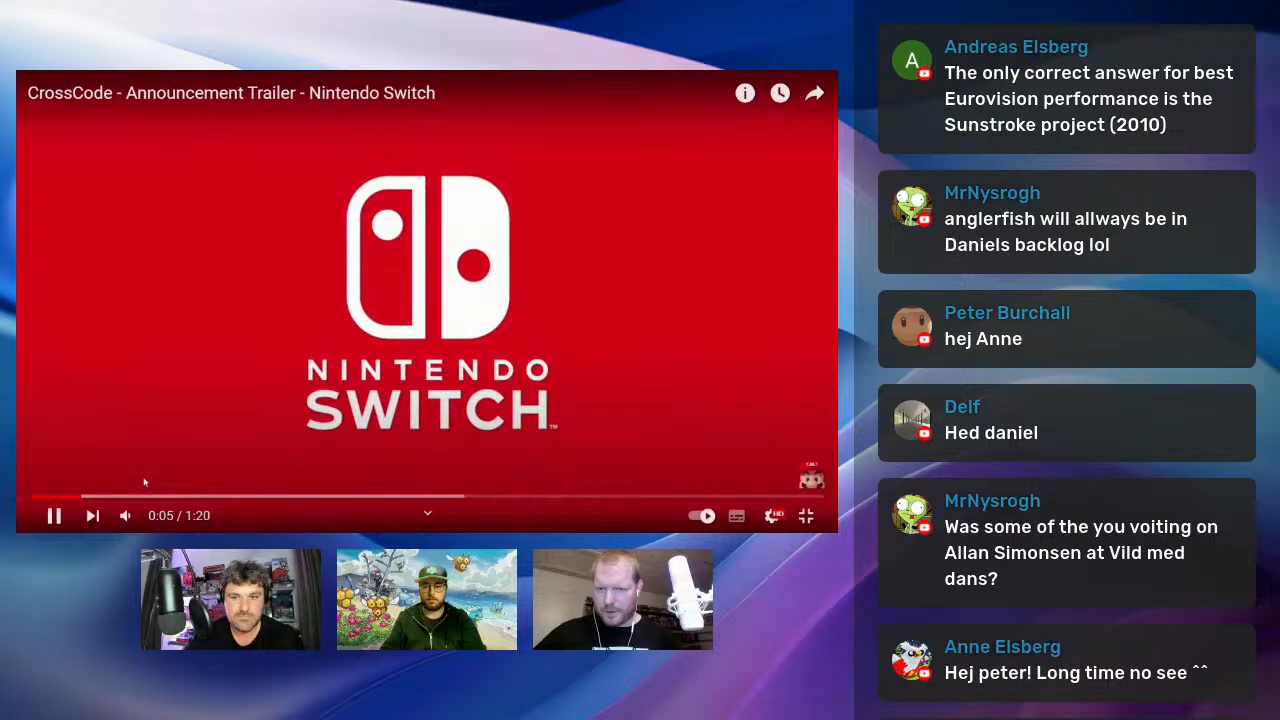 CrossCode - Announcement Trailer - Nintendo Switch
NINTENDO
SWITCH
TM
0:05 / 1:20
HD
A
Andreas Elsberg
The only correct answer for best
Eurovision performance is the
Sunstroke project (2010)
MrNysrogh
anglerfish will allways be in
Daniels backlog lol
Peter Burchall
hej Anne
Delf
Hed daniel
MrNysrogh
Was some of the you voiting on
Allan Simonsen at Vild med
dans?
Anne Elsberg
Hej peter! Long time no see ^^